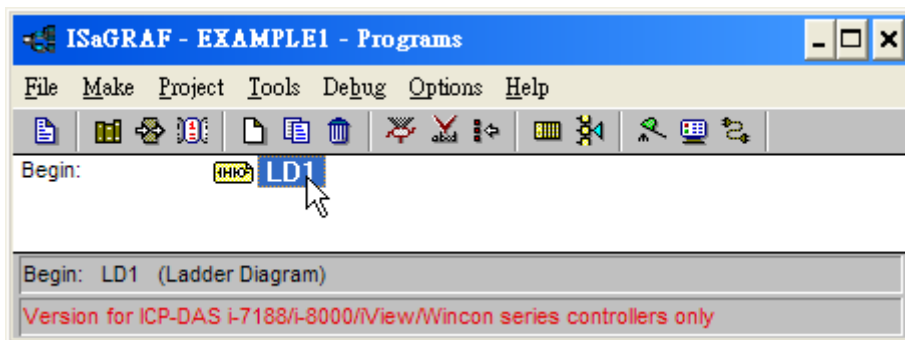 ISaGRAF - EXAMPLE1 - Programs
File Make Project Tools Debug Options Help
Begin: LD1
Begin: LD1 (Ladder Diagram)
Version for ICP-DAS i-7188/i-8000/iView/Wincon series controllers only